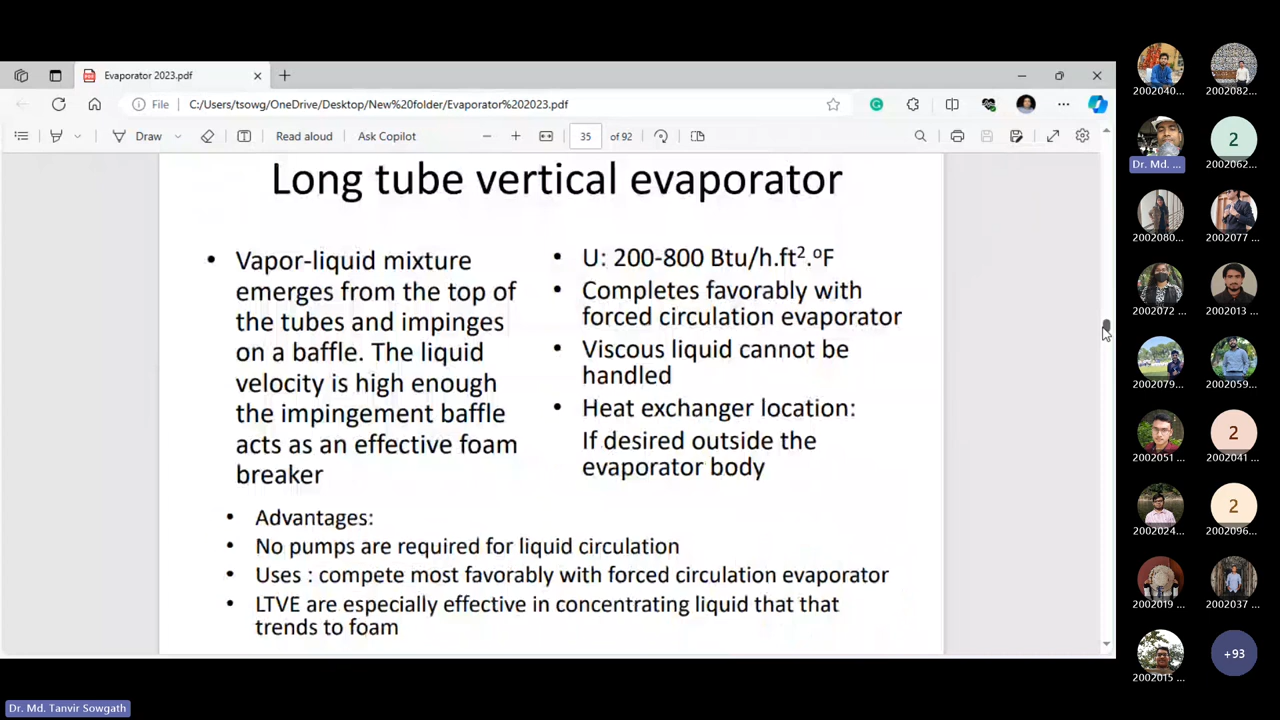 Evaporator 2023.pdf
File
C:/Users/tsowg/OneDrive/Desktop/New%20folder/Evaporator%202023.pdf
Draw
Read aloud
Ask Copilot
35
of 92
Long tube vertical evaporator
• Vapor-liquid mixture
emerges from the top of
the tubes and impinges
on a baffle. The liquid
velocity is high enough
the impingement baffle
acts as an effective foam
breaker
• U: 200-800 Btu/h.ft².ºF
• Completes favorably with
forced circulation evaporator
• Viscous liquid cannot be
handled
• Heat exchanger location:
If desired outside the
evaporator body
• Advantages:
• No pumps are required for liquid circulation
• Uses : compete most favorably with forced circulation evaporator
• LTVE are especially effective in concentrating liquid that that
trends to foam
2002040...
2002082...
Dr. Md. ...
2
2002062...
2002080...
2002077 ...
2002072 ...
2002013 ...
2002079...
2002059...
2
2002051 ...
2002041 ...
2
2002024...
2002096...
2002019 ...
2002037 ...
2002015 ...
+93
Dr. Md. Tanvir Sowgath